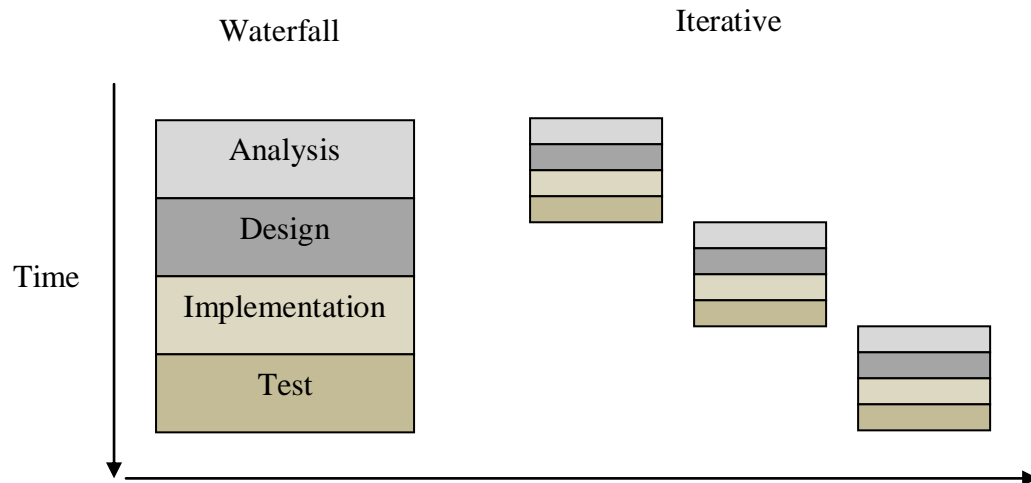 Waterfall
Iterative
Analysis
Design
Time
Implementation
Test